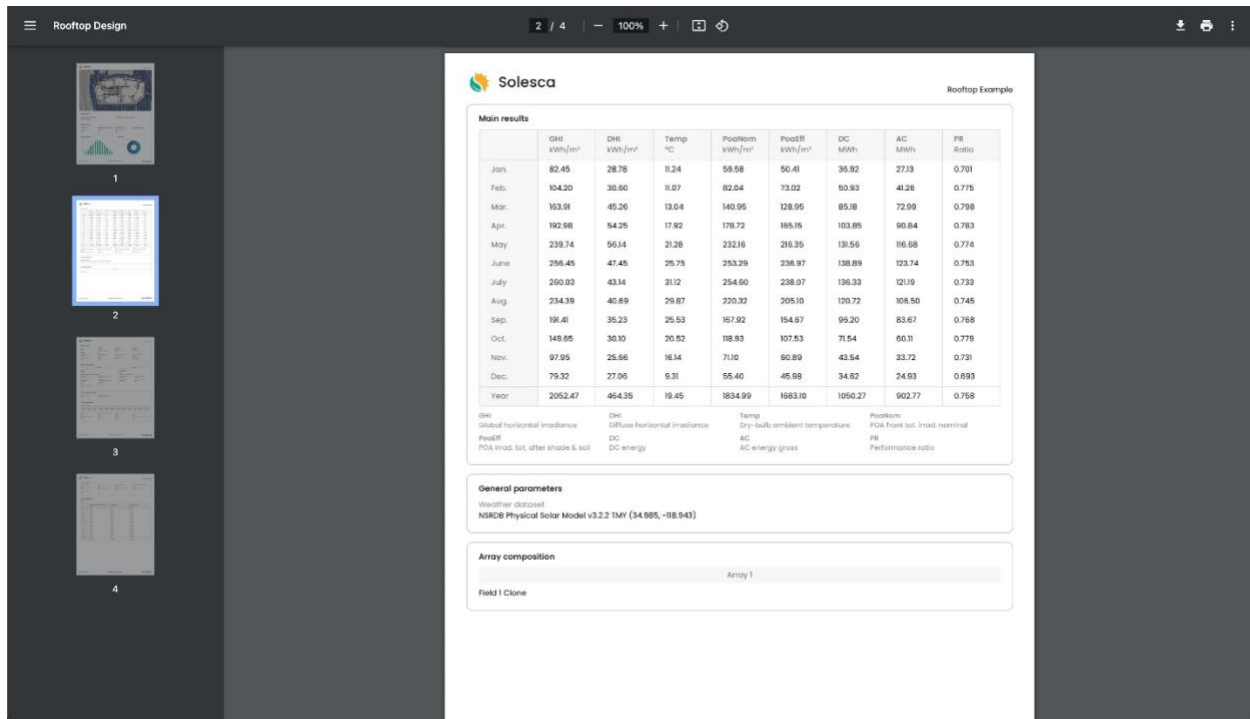 Rooftop Design
2 / 4 | − 100% +
1
2
3
4
Solesca
Rooftop Example
Main results
GHI DHI Temp PoaNom PoaEff DC AC PR
kWh/m² kWh/m² °C kWh/m² kWh/m² MWh MWh Ratio
Jan. 82.45 28.78 11.24 59.58 50.41 36.92 27.13 0.701
Feb. 104.20 30.60 11.07 82.04 73.02 50.93 41.26 0.775
Mar. 163.91 45.26 13.04 140.95 128.95 85.18 72.99 0.798
Apr. 192.98 54.25 17.92 178.72 165.15 103.85 90.84 0.783
May 239.74 56.14 21.28 232.16 216.35 131.56 116.68 0.774
June 256.45 47.45 25.75 253.29 236.97 138.89 123.74 0.753
July 260.03 43.14 31.12 254.60 238.07 136.33 121.19 0.733
Aug. 234.39 40.69 29.87 220.32 205.10 120.72 106.50 0.745
Sep. 191.41 35.23 25.53 167.92 154.67 96.20 83.67 0.768
Oct. 149.65 30.10 20.52 118.93 107.53 71.54 60.11 0.779
Nov. 97.95 25.66 16.14 71.10 60.89 43.54 33.72 0.731
Dec. 79.32 27.06 9.31 55.40 45.98 34.62 24.93 0.693
Year 2052.47 464.35 19.45 1834.99 1683.10 1050.27 902.77 0.758
GHI DHI Temp PoaNom
Global horizontal irradiance Diffuse horizontal irradiance Dry-bulb ambient temperature POA front tot. irrad. nominal
PoaEff DC AC PR
POA irrad. tot. after shade & soil DC energy AC energy gross Performance ratio
General parameters
Weather dataset
NSRDB Physical Solar Model v3.2.2 TMY (34.985, -118.943)
Array composition
Array 1
Field 1 Clone